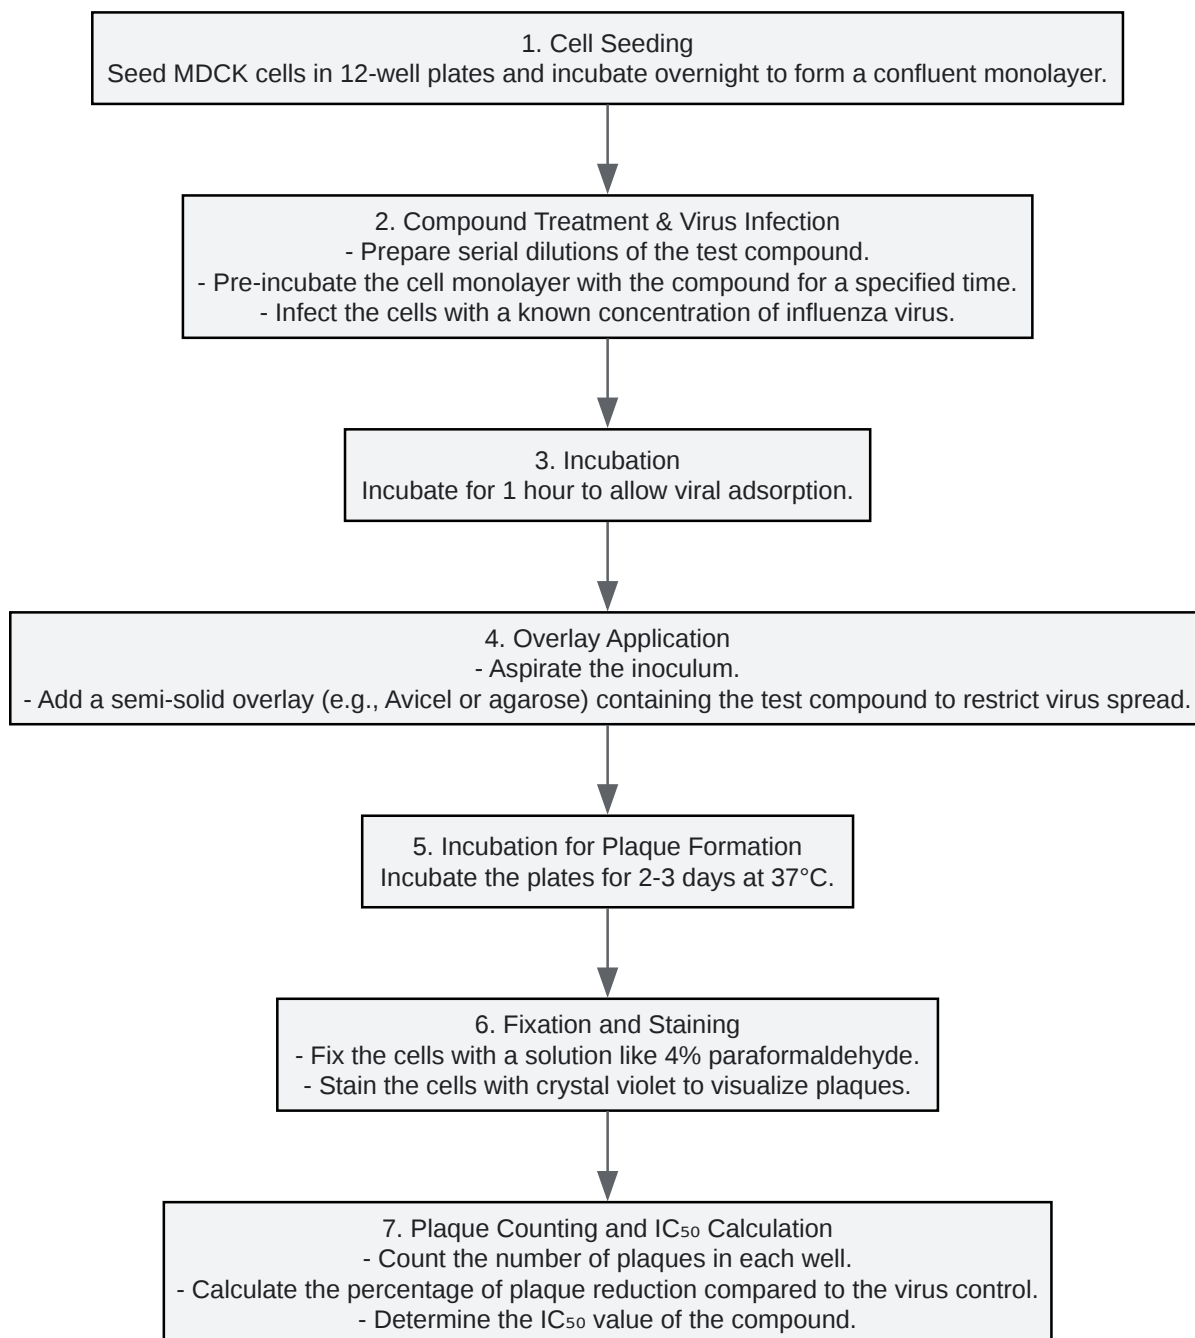 1. Cell Seeding
Seed MDCK cells in 12-well plates and incubate overnight to form a confluent monolayer.
2. Compound Treatment & Virus Infection
- Prepare serial dilutions of the test compound.
- Pre-incubate the cell monolayer with the compound for a specified time.
- Infect the cells with a known concentration of influenza virus.
3. Incubation
Incubate for 1 hour to allow viral adsorption.
4. Overlay Application
- Aspirate the inoculum.
- Add a semi-solid overlay (e.g., Avicel or agarose) containing the test compound to restrict virus spread.
5. Incubation for Plaque Formation
Incubate the plates for 2-3 days at 37°C.
6. Fixation and Staining
- Fix the cells with a solution like 4% paraformaldehyde.
- Stain the cells with crystal violet to visualize plaques.
7. Plaque Counting and IC₅₀ Calculation
- Count the number of plaques in each well.
- Calculate the percentage of plaque reduction compared to the virus control.
- Determine the IC₅₀ value of the compound.